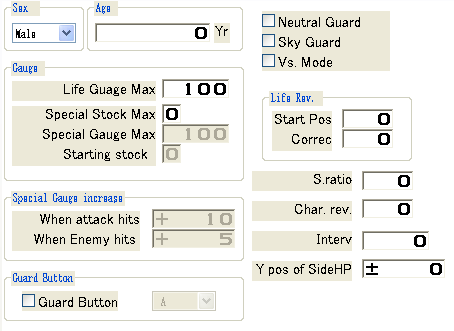 Sex
Male
Age
0 Yr
Gauge
Life Guage Max 100
Special Stock Max 0
Special Gauge Max 100
Starting stock 0
Special Gauge increase
When attack hits + 10
When Enemy hits + 5
Guard Button
Guard Button A
Neutral Guard
Sky Guard
Vs. Mode
Life Rev.
Start Pos 0
Correc 0
S.ratio 0
Char. rev. 0
Interv 0
Y pos of SideHP ± 0